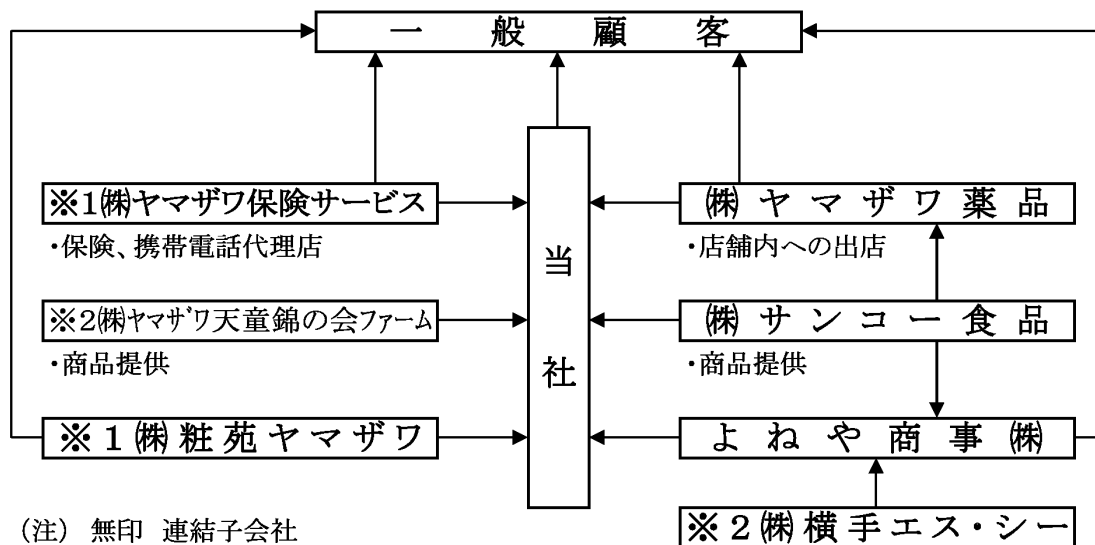 一般顧客
※1㈱ヤマザワ保険サービス
・保険、携帯電話代理店
※2㈱ヤマザワ天童錦の会ファーム
・商品提供
※1㈱粧苑ヤマザワ
当社
㈱ヤマザワ薬品
・店舗内への出店
㈱サンコー食品
・商品提供
よねや商事㈱
※2㈱横手エス・シー
(注) 無印 連結子会社